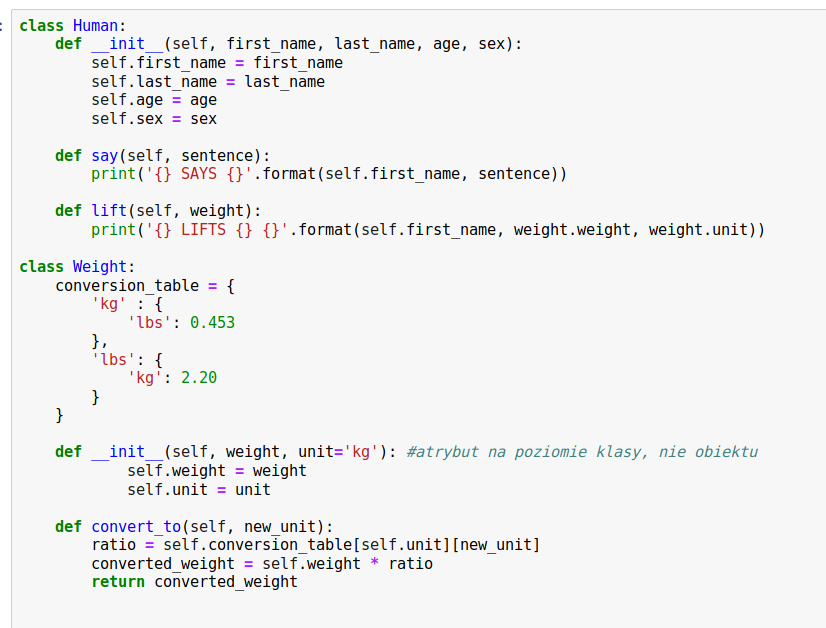 class Human:
    def __init__(self, first_name, last_name, age, sex):
        self.first_name = first_name
        self.last_name = last_name
        self.age = age
        self.sex = sex

    def say(self, sentence):
        print('{} SAYS {}'.format(self.first_name, sentence))

    def lift(self, weight):
        print('{} LIFTS {} {}'.format(self.first_name, weight.weight, weight.unit))

class Weight:
    conversion_table = {
        'kg' : {
            'lbs': 0.453
        },
        'lbs': {
            'kg': 2.20
        }
    }

    def __init__(self, weight, unit='kg'): #atrybut na poziomie klasy, nie obiektu
            self.weight = weight
            self.unit = unit

    def convert_to(self, new_unit):
        ratio = self.conversion_table[self.unit][new_unit]
        converted_weight = self.weight * ratio
        return converted_weight